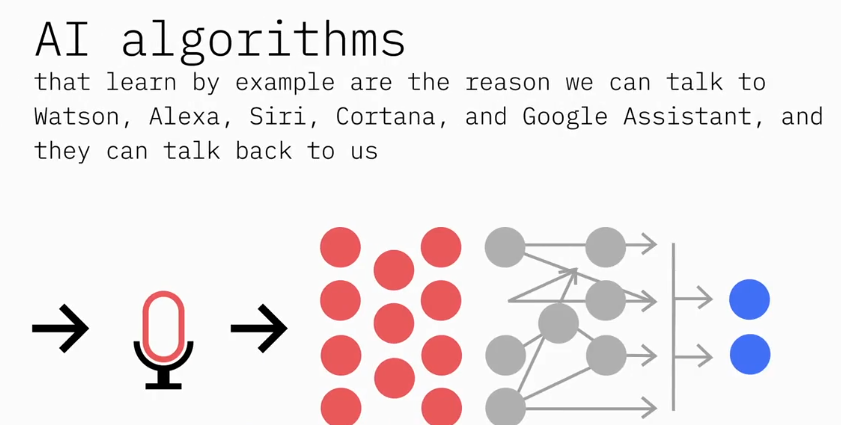 AI algorithms
that learn by example are the reason we can talk to
Watson, Alexa, Siri, Cortana, and Google Assistant, and
they can talk back to us